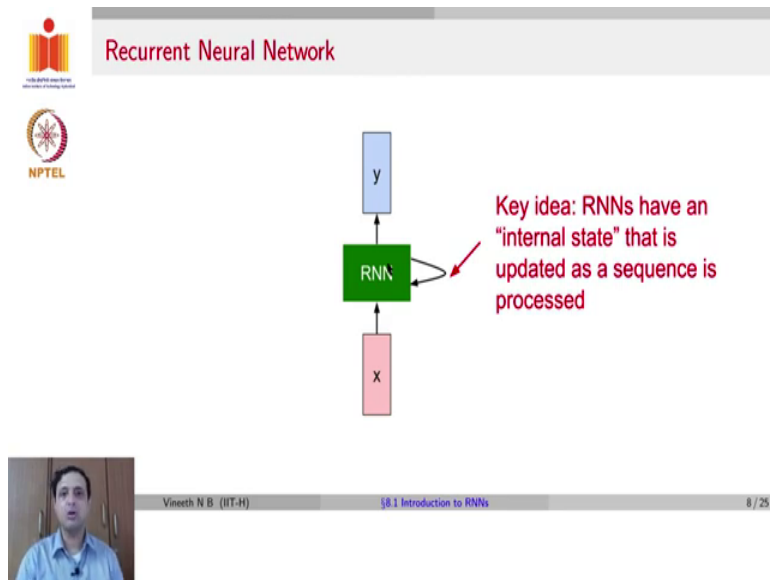 Recurrent Neural Network
NPTEL
y
RNN
x
Key idea: RNNs have an
“internal state” that is
updated as a sequence is
processed
Vineeth N B (IIT-H)
§8.1 Introduction to RNNs
8 / 25